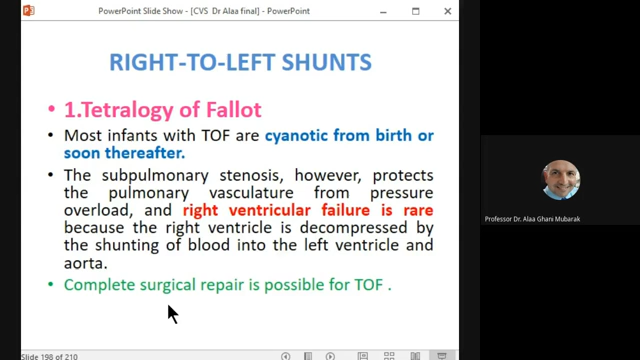 PowerPoint Slide Show - [CVS Dr Alaa final] - PowerPoint
RIGHT-TO-LEFT SHUNTS
• 1.Tetralogy of Fallot
• Most infants with TOF are cyanotic from birth or
soon thereafter.
• The subpulmonary stenosis, however, protects
the pulmonary vasculature from pressure
overload, and right ventricular failure is rare
because the right ventricle is decompressed by
the shunting of blood into the left ventricle and
aorta.
• Complete surgical repair is possible for TOF .
Professor Dr. Alaa Ghani Mubarak
Slide 198 of 210